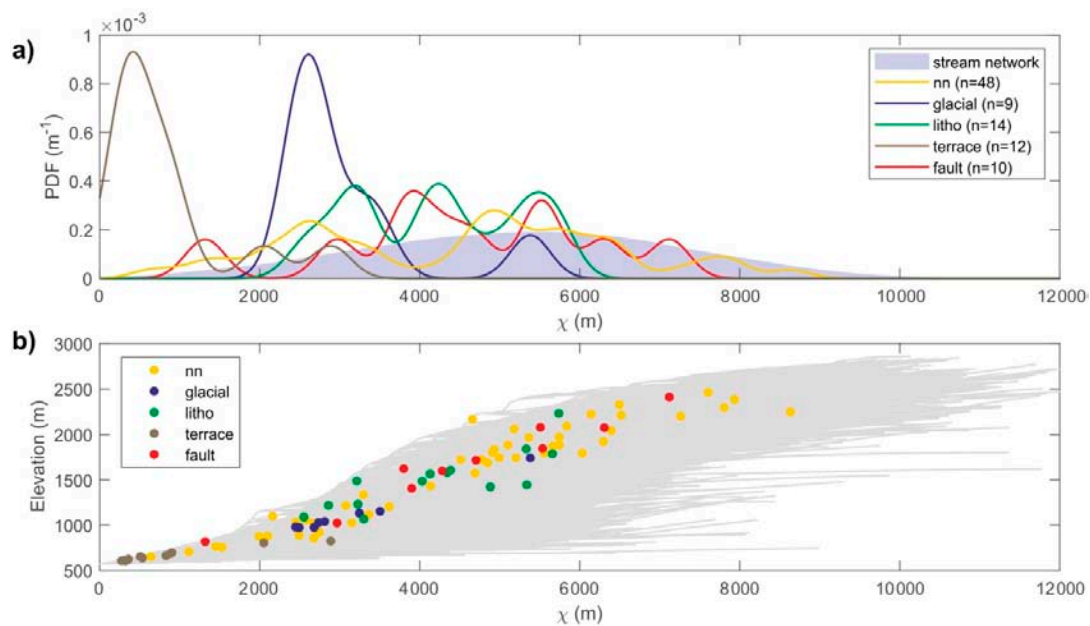 a)
×10⁻³
1
0.8
0.6
0.4
0.2
0
PDF (m⁻¹)
stream network
nn (n=48)
glacial (n=9)
litho (n=14)
terrace (n=12)
fault (n=10)
0 2000 4000 6000 8000 10000 12000
χ (m)
b)
3000
2500
2000
1500
1000
500
Elevation (m)
nn
glacial
litho
terrace
fault
0 2000 4000 6000 8000 10000 12000
χ (m)